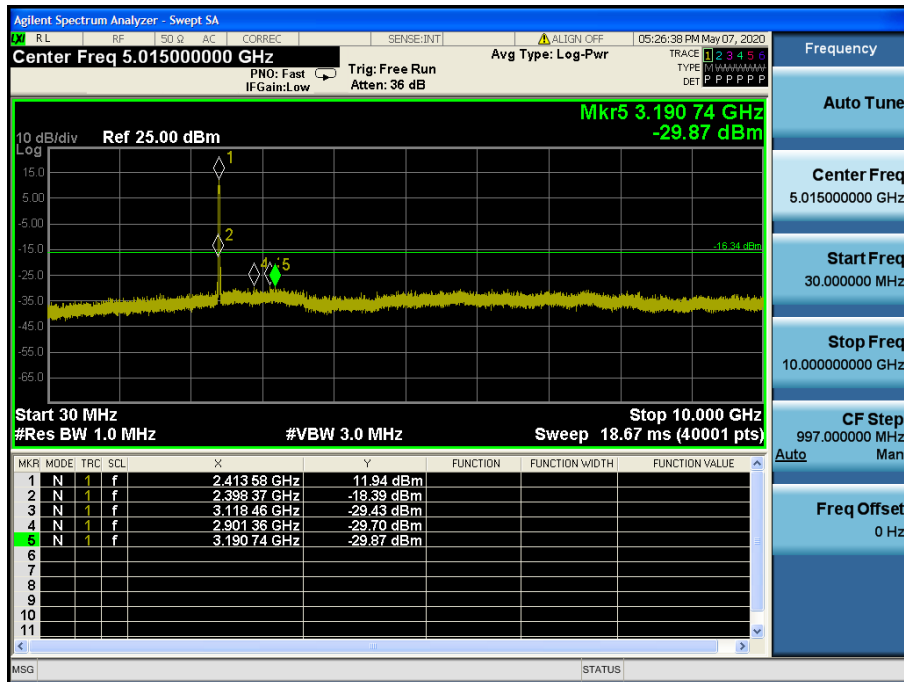 Agilent Spectrum Analyzer - Swept SA
LXI RL RF 50 Ω AC CORREC SENSE:INT ALIGN OFF 05:26:38 PM May 07, 2020
Center Freq 5.015000000 GHz
PNO: Fast
IFGain:Low
Trig: Free Run
Atten: 36 dB
Avg Type: Log-Pwr
TRACE 1 2 3 4 5 6
TYPE M WWWWW
DET P P P P P P
Frequency
Auto Tune
Center Freq
5.015000000 GHz
Start Freq
30.000000 MHz
Stop Freq
10.000000000 GHz
CF Step
997.000000 MHz
Auto Man
Freq Offset
0 Hz
Mkr5 3.190 74 GHz
-29.87 dBm
10 dB/div Ref 25.00 dBm
Log
15.0
5.00
-5.00
-15.0
-25.0
-35.0
-45.0
-55.0
-65.0
1
2
4
5
-16.34 dBm
Start 30 MHz Stop 10.000 GHz
#Res BW 1.0 MHz #VBW 3.0 MHz Sweep 18.67 ms (40001 pts)
MKR MODE TRC SCL X Y FUNCTION FUNCTION WIDTH FUNCTION VALUE
1 N 1 f 2.413 58 GHz 11.94 dBm
2 N 1 f 2.398 37 GHz -18.39 dBm
3 N 1 f 3.118 46 GHz -29.43 dBm
4 N 1 f 2.901 36 GHz -29.70 dBm
5 N 1 f 3.190 74 GHz -29.87 dBm
6
7
8
9
10
11
MSG STATUS